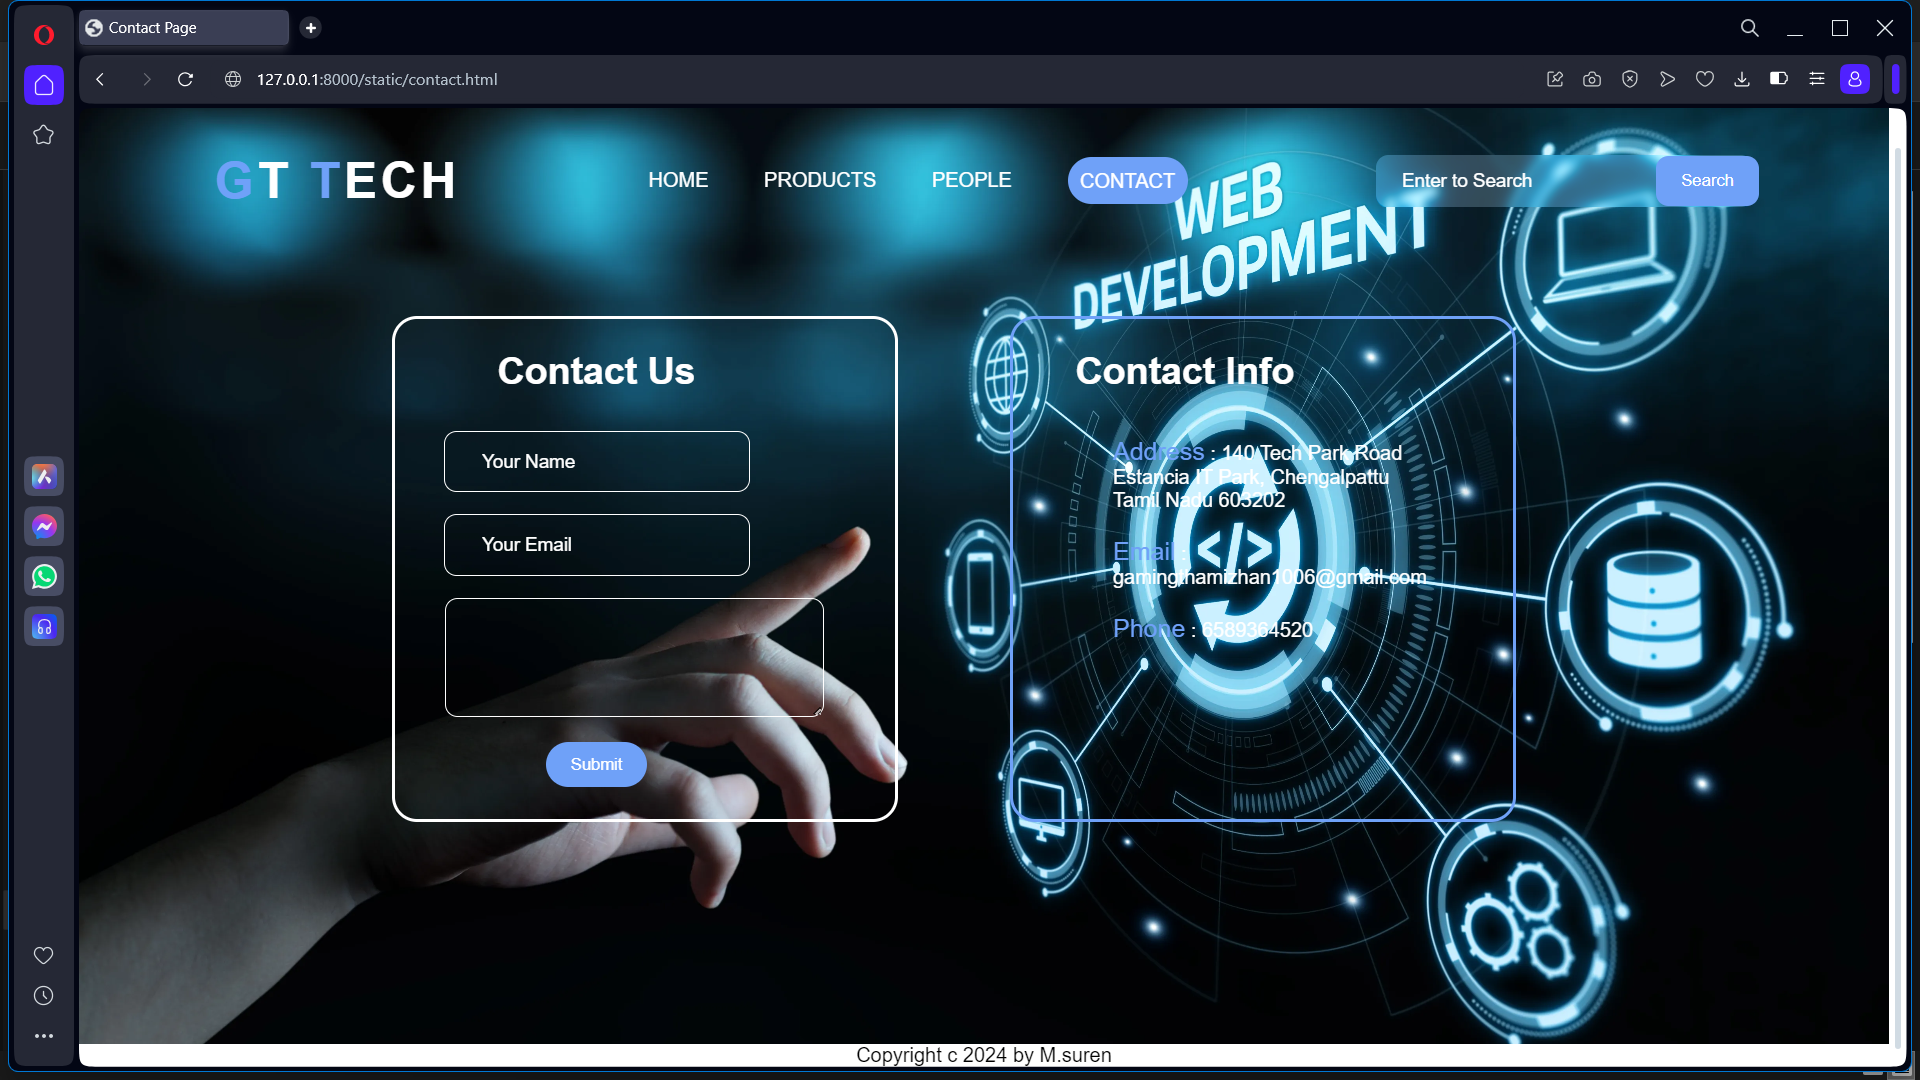 Contact Page
127.0.0.1:8000/static/contact.html
GT TECH
HOME
PRODUCTS
PEOPLE
CONTACT
Enter to Search
Search
WEB
DEVELOPMENT
Contact Us
Your Name
Your Email
Submit
Contact Info
Address : 140 Tech Park Road
Estancia IT Park, Chengalpattu
Tamil Nadu 603202
Email :
gamingthamizhan1006@gmail.com
Phone : 6589364520
</>
Copyright c 2024 by M.suren